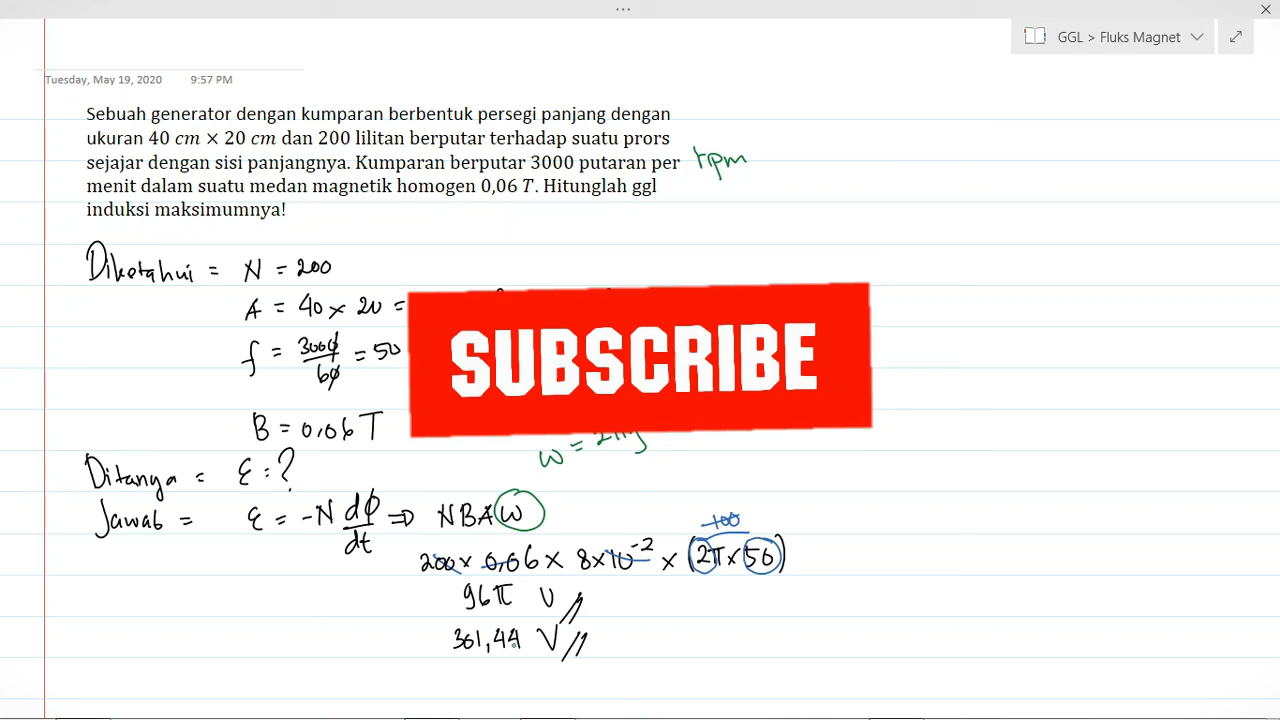 GGL > Fluks Magnet
Tuesday, May 19, 2020 9:57 PM
Sebuah generator dengan kumparan berbentuk persegi panjang dengan
ukuran 40 cm × 20 cm dan 200 lilitan berputar terhadap suatu prors
sejajar dengan sisi panjangnya. Kumparan berputar 3000 putaran per
menit dalam suatu medan magnetik homogen 0,06 T. Hitunglah ggl
induksi maksimumnya!
rpm
Diketahui = N = 200
A = 40 × 20 =
f = 3000/60 = 50
SUBSCRIBE
B = 0,06 T
ω = 2πf
Ditanya = ε = ?
Jawab = ε = -N dϕ/dt ⇒ NBAω
100
200 × 0,06 × 8×10⁻² × (2π × 50)
96π V //
301,44 V //